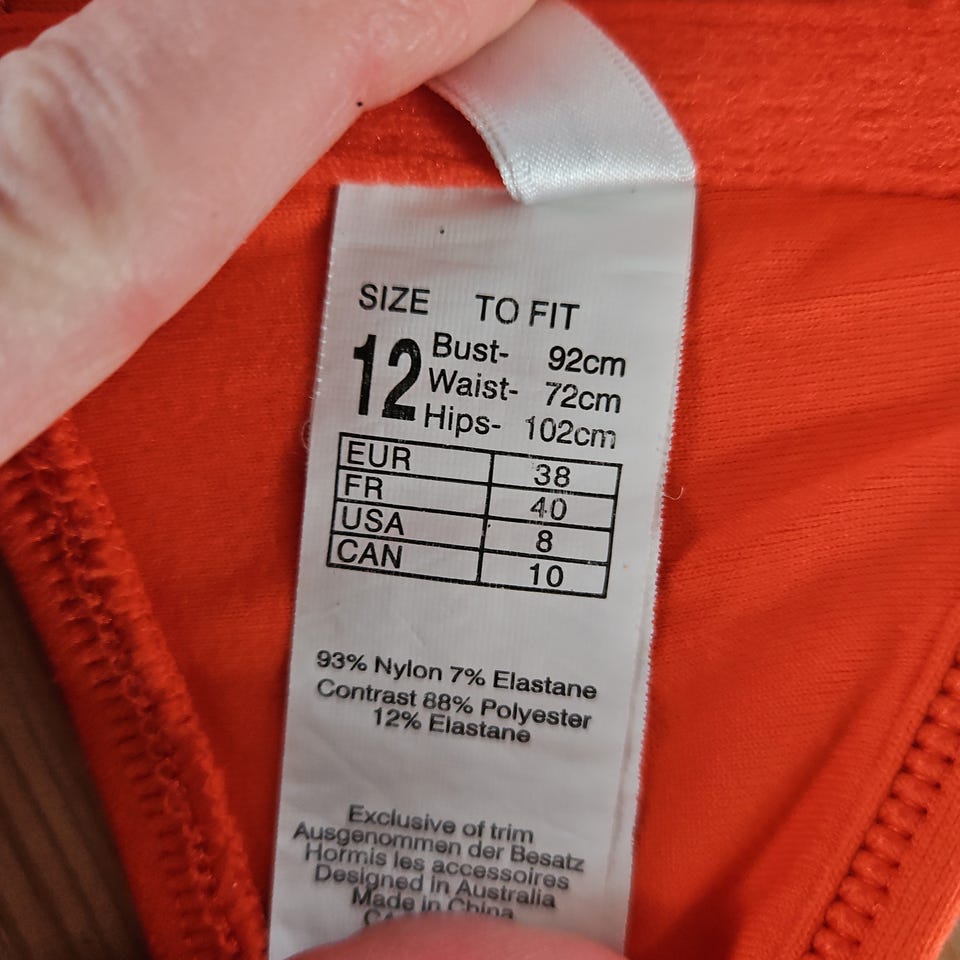 SIZE TO FIT
12 Bust- 92cm
Waist- 72cm
Hips- 102cm
EUR 38
FR 40
USA 8
CAN 10
93% Nylon 7% Elastane
Contrast 88% Polyester
12% Elastane
Exclusive of trim
Ausgenommen der Besatz
Hormis les accessoires
Designed in Australia
Made in China